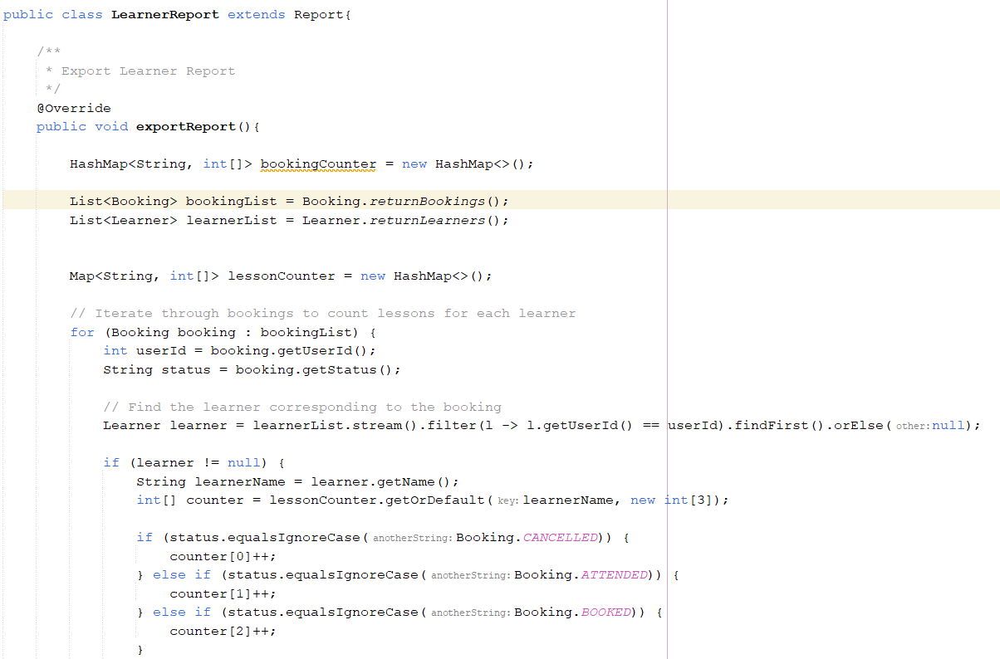 public class LearnerReport extends Report{
/**
* Export Learner Report
*/
@Override
public void exportReport(){
HashMap<String, int[]> bookingCounter = new HashMap<>();
List<Booking> bookingList = Booking.returnBookings();
List<Learner> learnerList = Learner.returnLearners();
Map<String, int[]> lessonCounter = new HashMap<>();
// Iterate through bookings to count lessons for each learner
for (Booking booking : bookingList) {
int userId = booking.getUserId();
String status = booking.getStatus();
// Find the learner corresponding to the booking
Learner learner = learnerList.stream().filter(l -> l.getUserId() == userId).findFirst().orElse( other: null);
if (learner != null) {
String learnerName = learner.getName();
int[] counter = lessonCounter.getOrDefault( key: learnerName, new int[3]);
if (status.equalsIgnoreCase( anotherString: Booking.CANCELLED)) {
counter[0]++;
} else if (status.equalsIgnoreCase( anotherString: Booking.ATTENDED)) {
counter[1]++;
} else if (status.equalsIgnoreCase( anotherString: Booking.BOOKED)) {
counter[2]++;
}